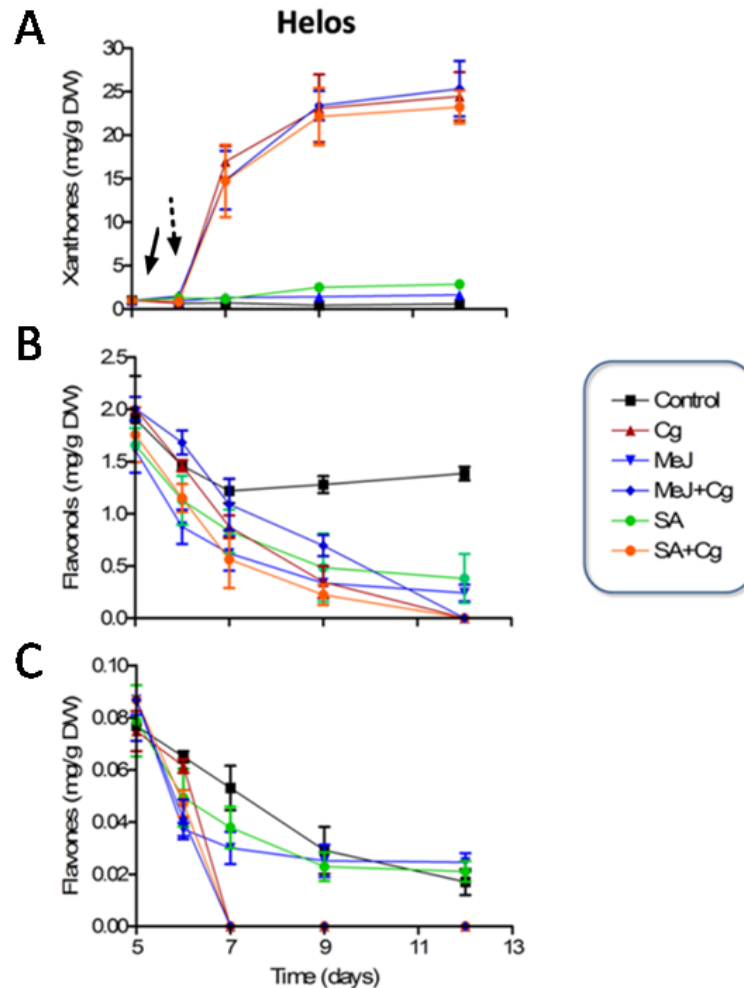 A
Helos
30
25
20
15
10
5
0
Xanthones (mg/g DW)
B
2.5
2.0
1.5
1.0
0.5
0.0
Flavonols (mg/g DW)
Control
Cg
MeJ
MeJ+Cg
SA
SA+Cg
C
0.10
0.08
0.06
0.04
0.02
0.00
Flavones (mg/g DW)
5 7 9 11 13
Time (days)